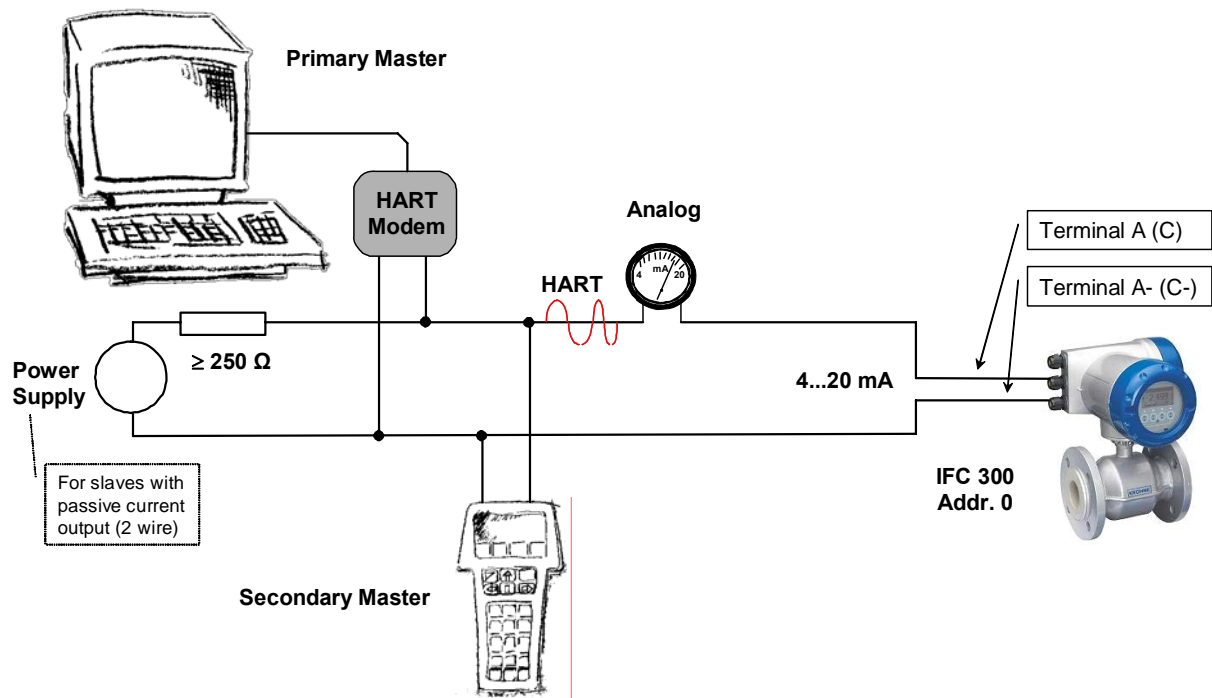 Primary Master
HART
Modem
Analog
4 mA 20
HART
Terminal A (C)
Terminal A- (C-)
≥ 250 Ω
Power
Supply
4...20 mA
For slaves with
passive current
output (2 wire)
IFC 300
Addr. 0
KROHNE
Secondary Master